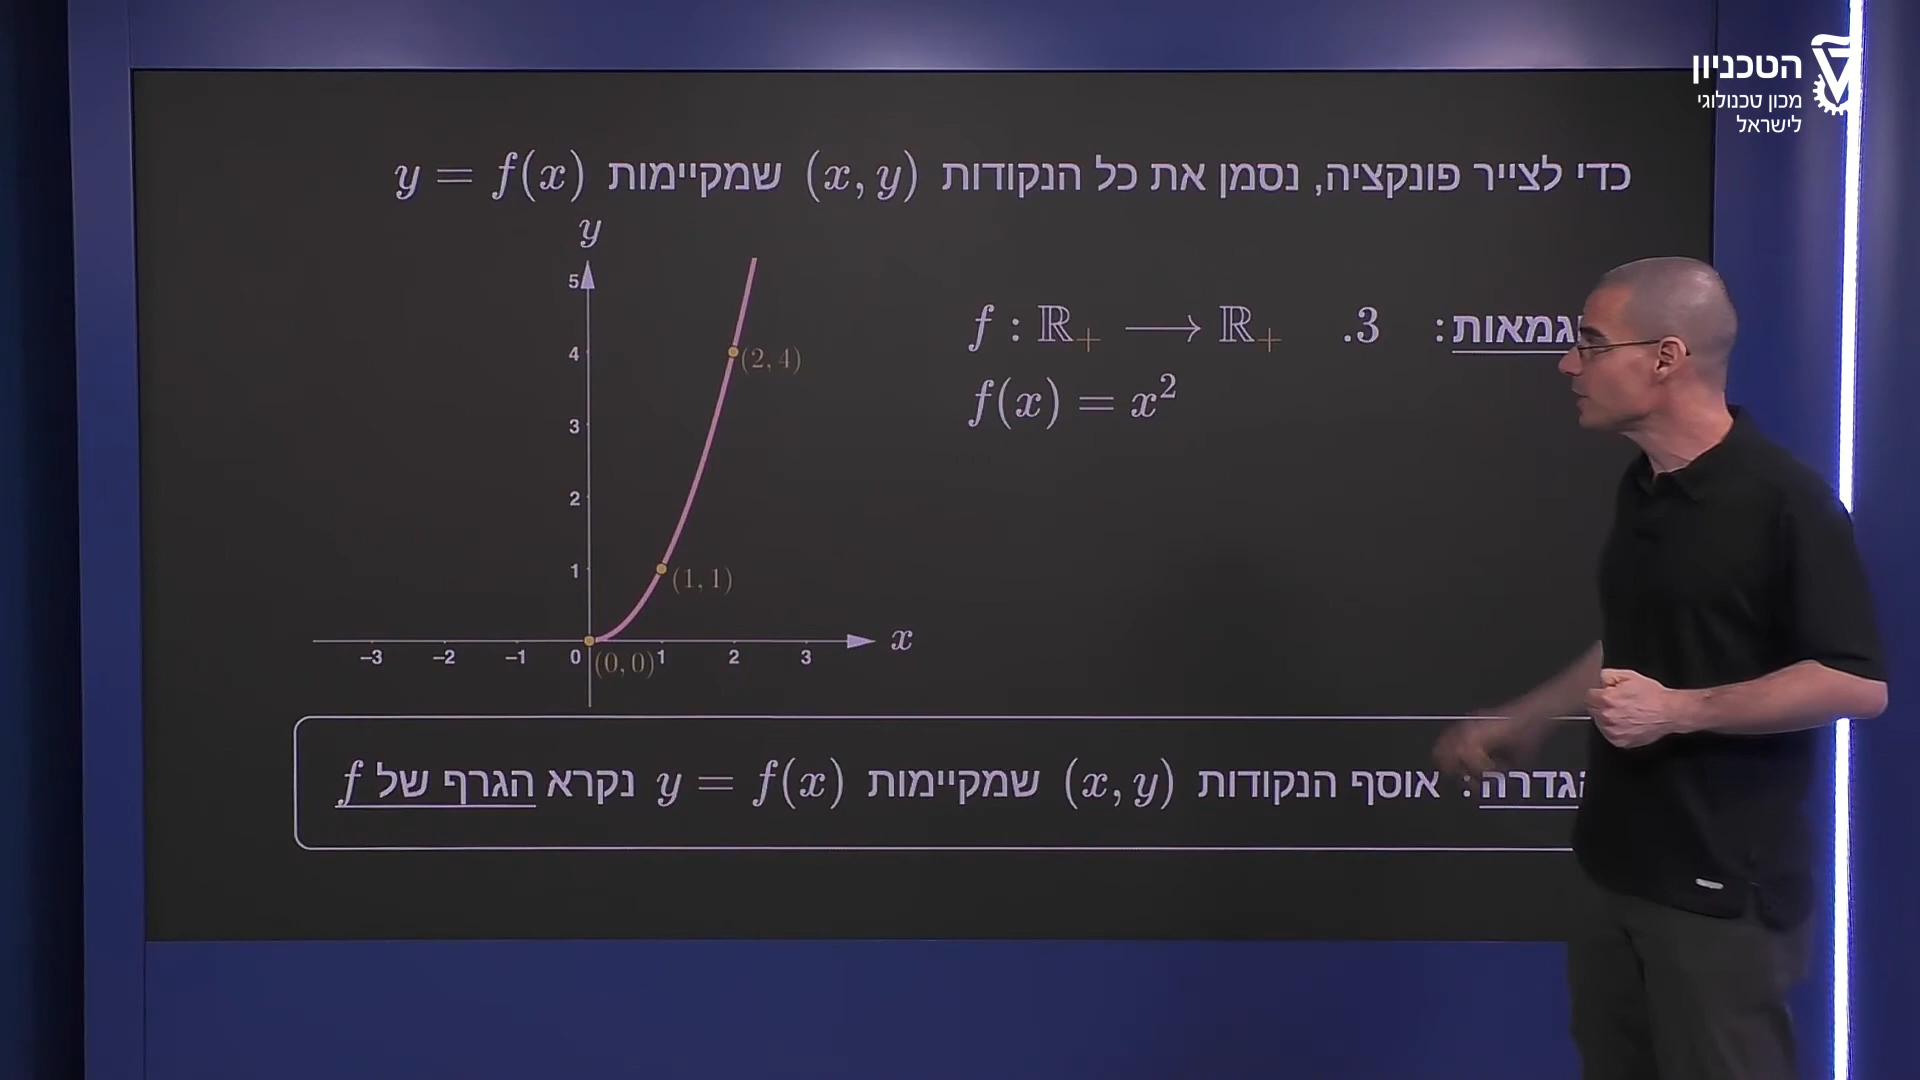 הטכניון
מכון טכנולוגי
לישראל
כדי לצייר פונקציה, נסמן את כל הנקודות (x, y) שמקיימות y = f(x)
3. f : ℝ₊ ⟶ ℝ₊
f(x) = x²
y
5
4
(2, 4)
3
2
1
(1, 1)
x
–3 –2 –1 0 1 2 3
(0, 0)
: אוסף הנקודות (x, y) שמקיימות y = f(x) נקרא הגרף של f